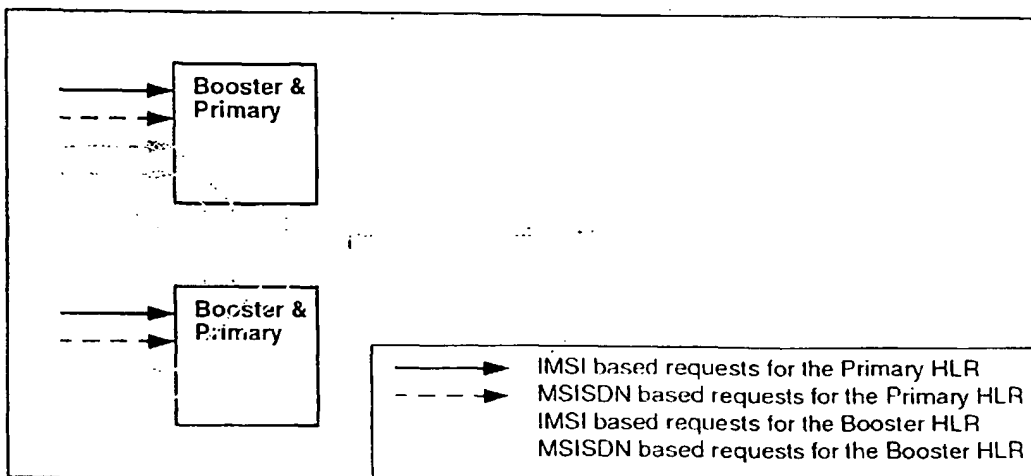 Booster &
Primary
Booster &
Primary
IMSI based requests for the Primary HLR
MSISDN based requests for the Primary HLR
IMSI based requests for the Booster HLR
MSISDN based requests for the Booster HLR